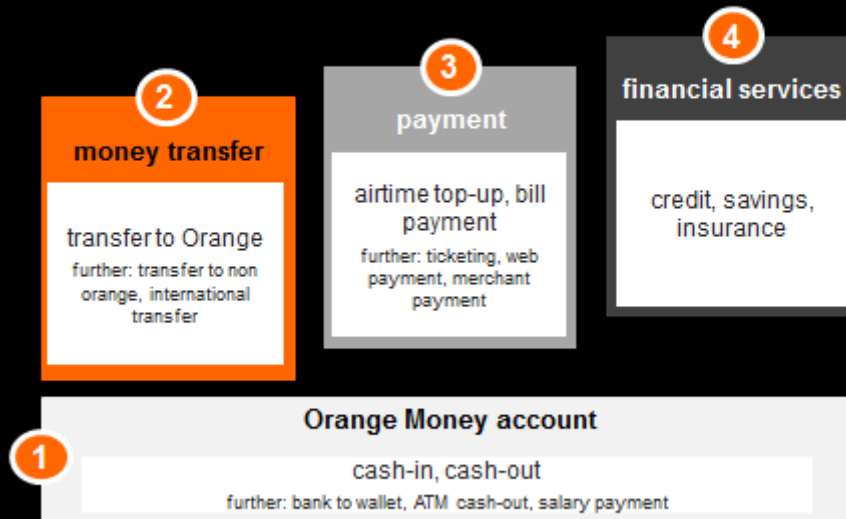 4
financial services
credit, savings,
insurance
3
payment
airtime top-up, bill
payment
further: ticketing, web
payment, merchant
payment
2
money transfer
transfer to Orange
further: transfer to non
orange, international
transfer
Orange Money account
1
cash-in, cash-out
further: bank to wallet, ATM cash-out, salary payment